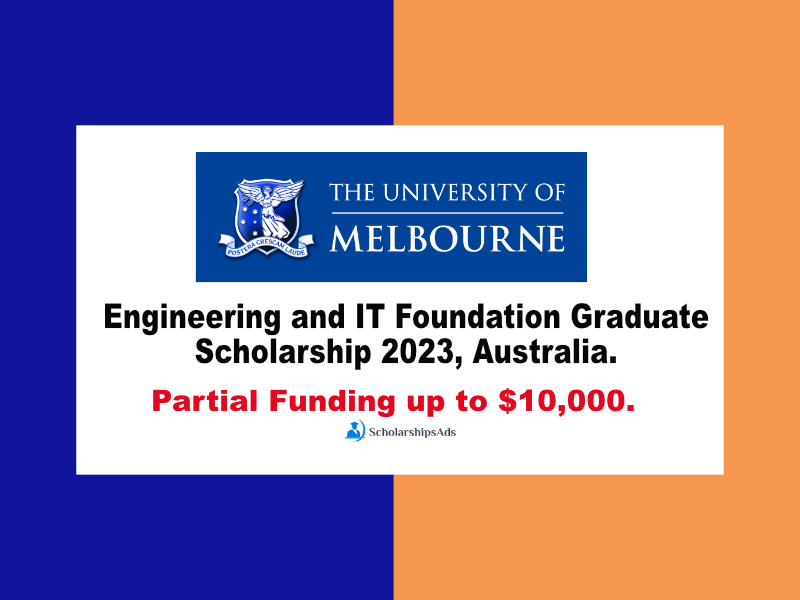 THE UNIVERSITY OF
MELBOURNE
POSTERA CRESCAM LAUDE
Engineering and IT Foundation Graduate
Scholarship 2023, Australia.
Partial Funding up to $10,000.
ScholarshipsAds